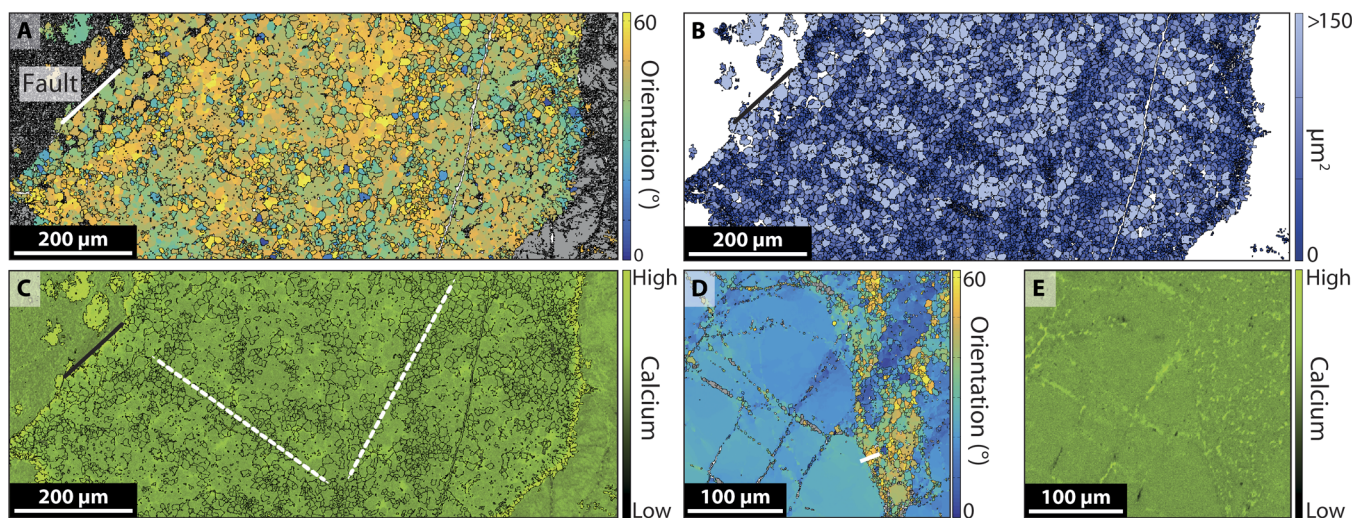 A
Fault
200 µm
60
Orientation (°)
0
B
200 µm
>150
µm²
0
C
200 µm
High
Calcium
Low
D
100 µm
60
Orientation (°)
0
E
100 µm
High
Calcium
Low